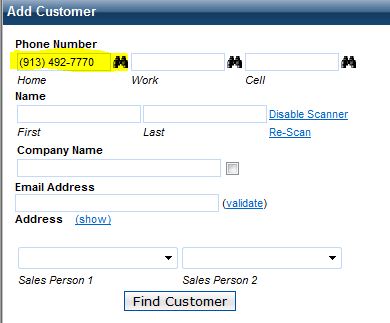 Add Customer
Phone Number
(913) 492-7770
Home Work Cell
Name
Disable Scanner
First Last Re-Scan
Company Name
Email Address
(validate)
Address (show)
Sales Person 1 Sales Person 2
Find Customer